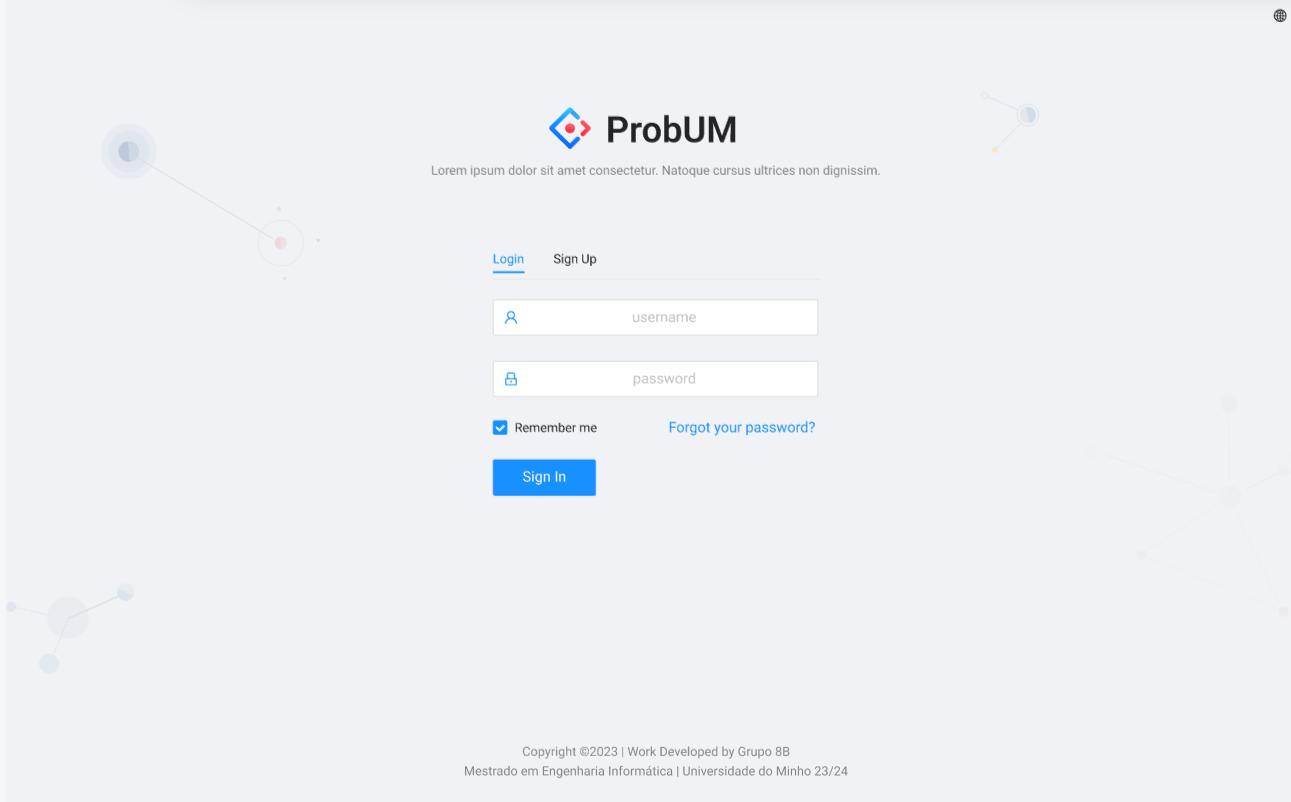 ProbUM
Lorem ipsum dolor sit amet consectetur. Natoque cursus ultrices non dignissim.
Login Sign Up
username
password
Remember me Forgot your password?
Sign In
Copyright ©2023 | Work Developed by Grupo 8B
Mestrado em Engenharia Informática | Universidade do Minho 23/24